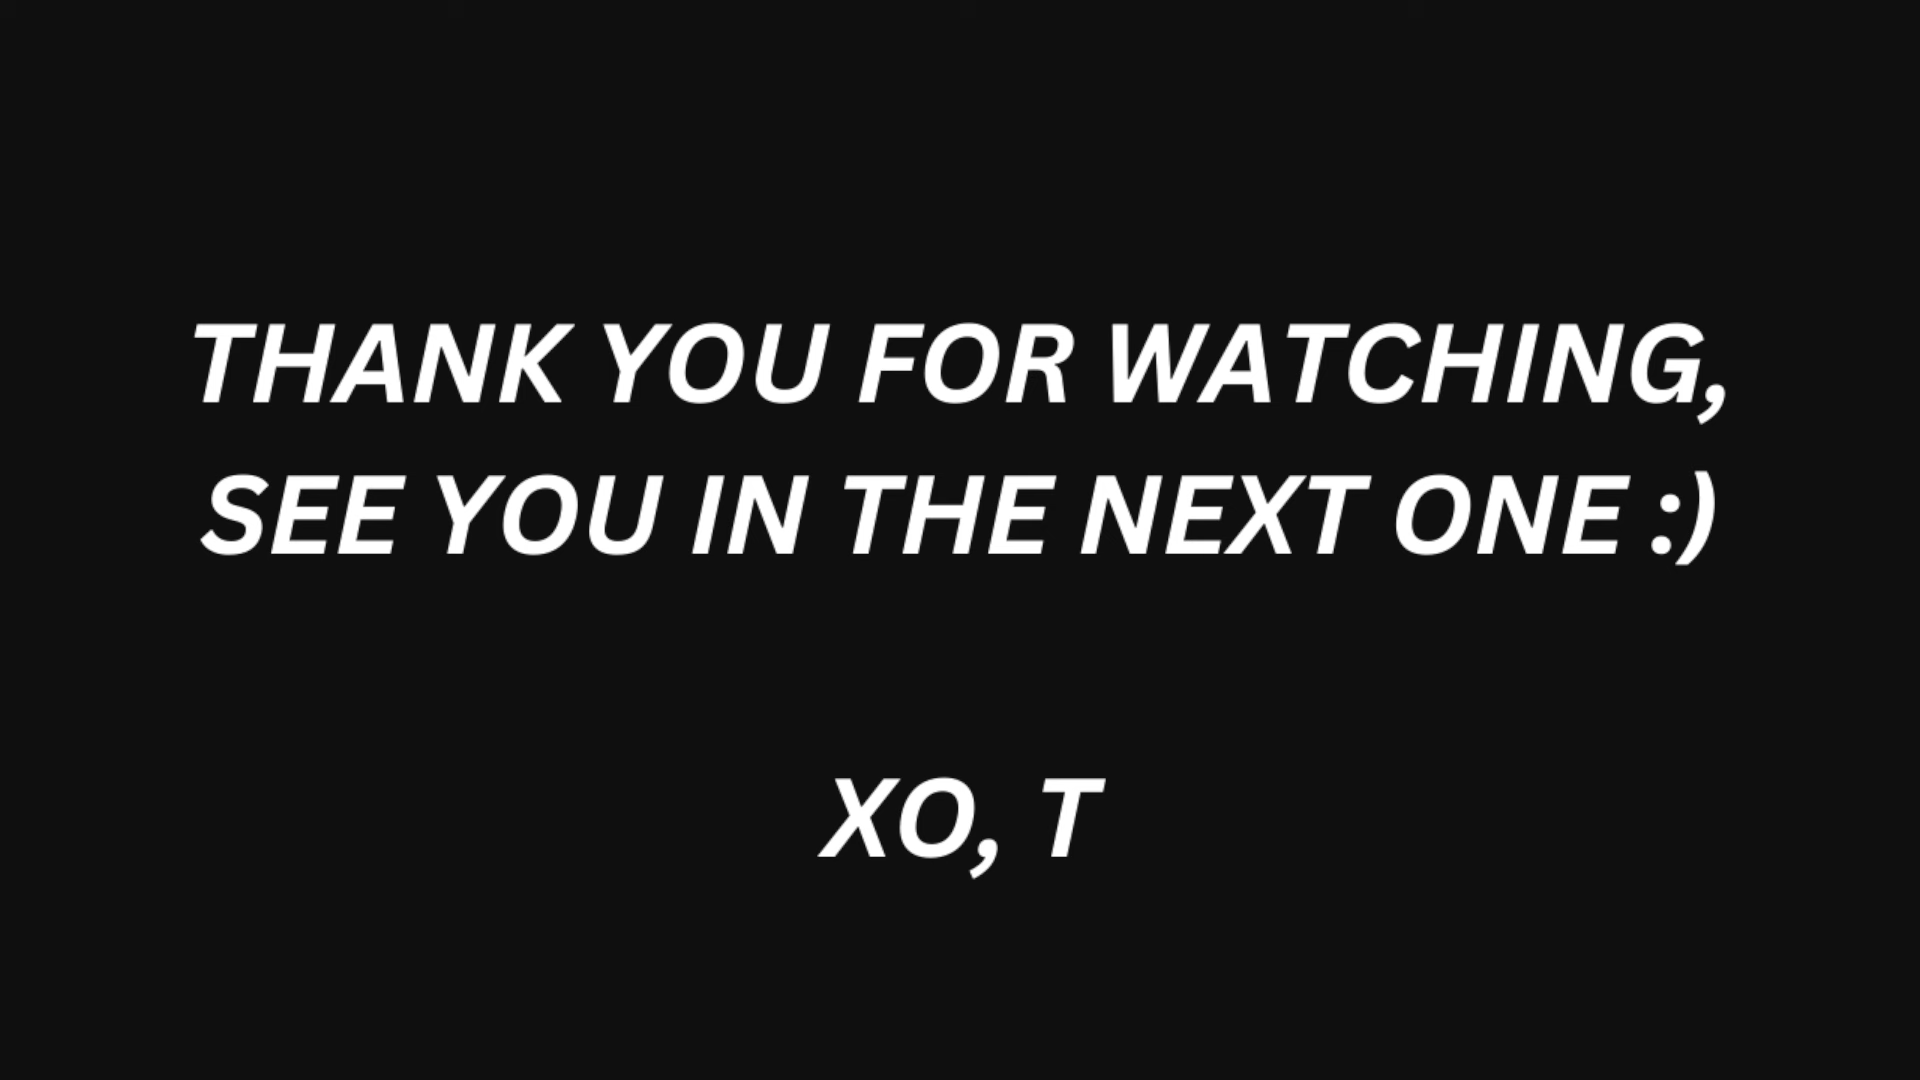 THANK YOU FOR WATCHING,
SEE YOU IN THE NEXT ONE :)
XO, T